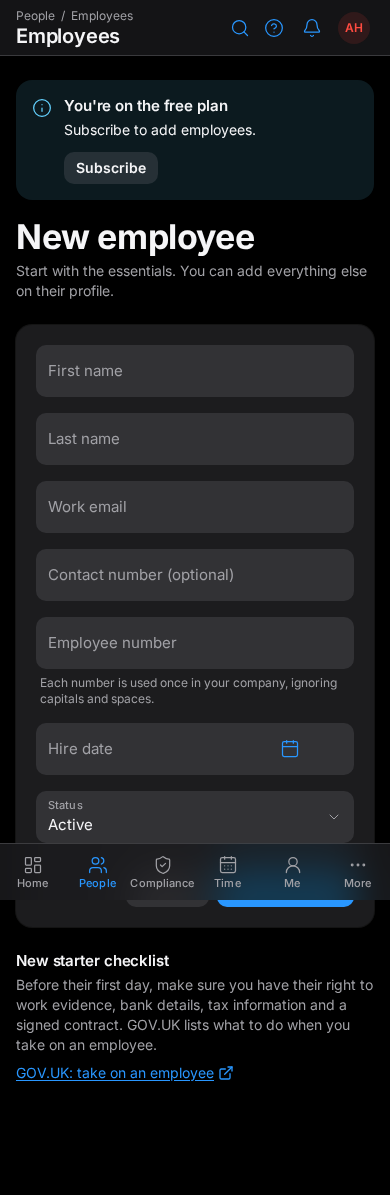 People / Employees
Employees
AH
You're on the free plan
Subscribe to add employees.
Subscribe
New employee
Start with the essentials. You can add everything else
on their profile.
First name
Last name
Work email
Contact number (optional)
Employee number
Each number is used once in your company, ignoring
capitals and spaces.
Hire date
Status
Active
Home
People
Compliance
Time
Me
More
New starter checklist
Before their first day, make sure you have their right to
work evidence, bank details, tax information and a
signed contract. GOV.UK lists what to do when you
take on an employee.
GOV.UK: take on an employee